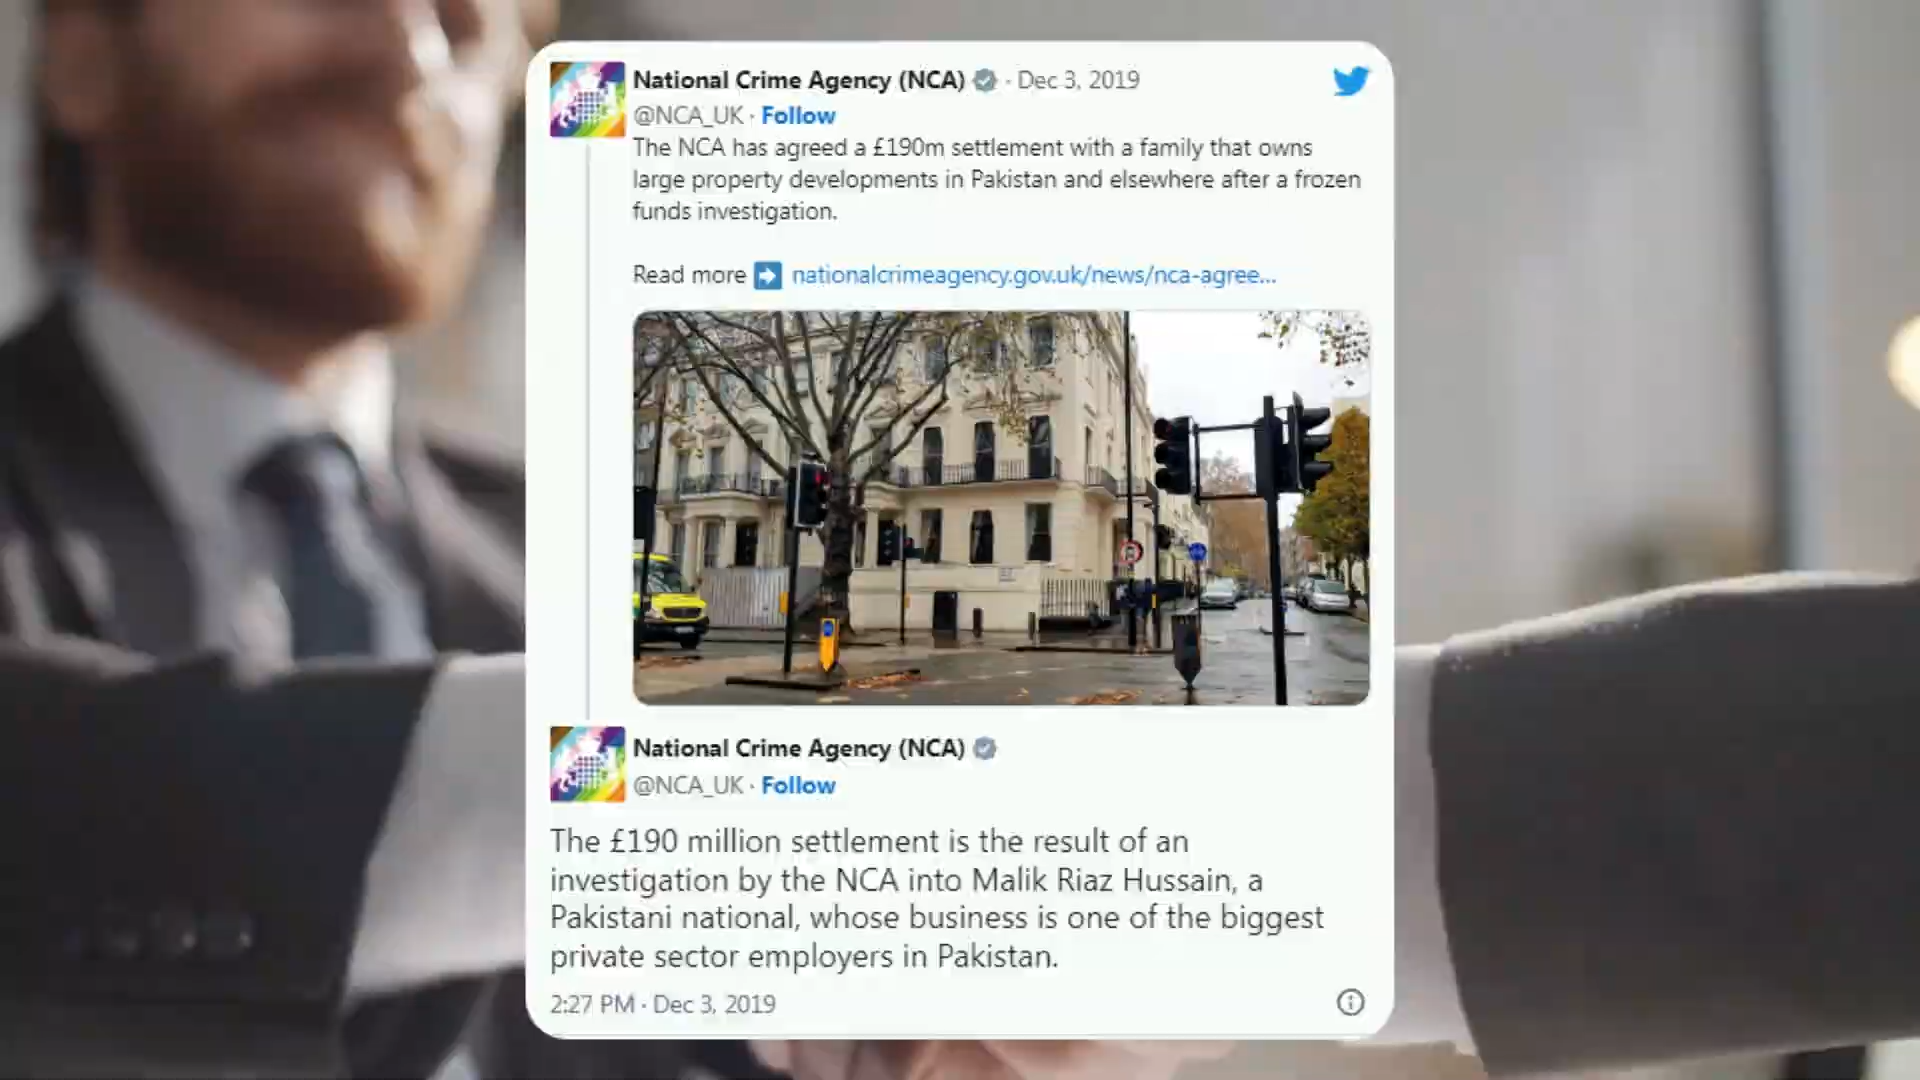 National Crime Agency (NCA) · Dec 3, 2019
@NCA_UK · Follow
The NCA has agreed a £190m settlement with a family that owns
large property developments in Pakistan and elsewhere after a frozen
funds investigation.
Read more ➡ nationalcrimeagency.gov.uk/news/nca-agree...
National Crime Agency (NCA)
@NCA_UK · Follow
The £190 million settlement is the result of an
investigation by the NCA into Malik Riaz Hussain, a
Pakistani national, whose business is one of the biggest
private sector employers in Pakistan.
2:27 PM · Dec 3, 2019